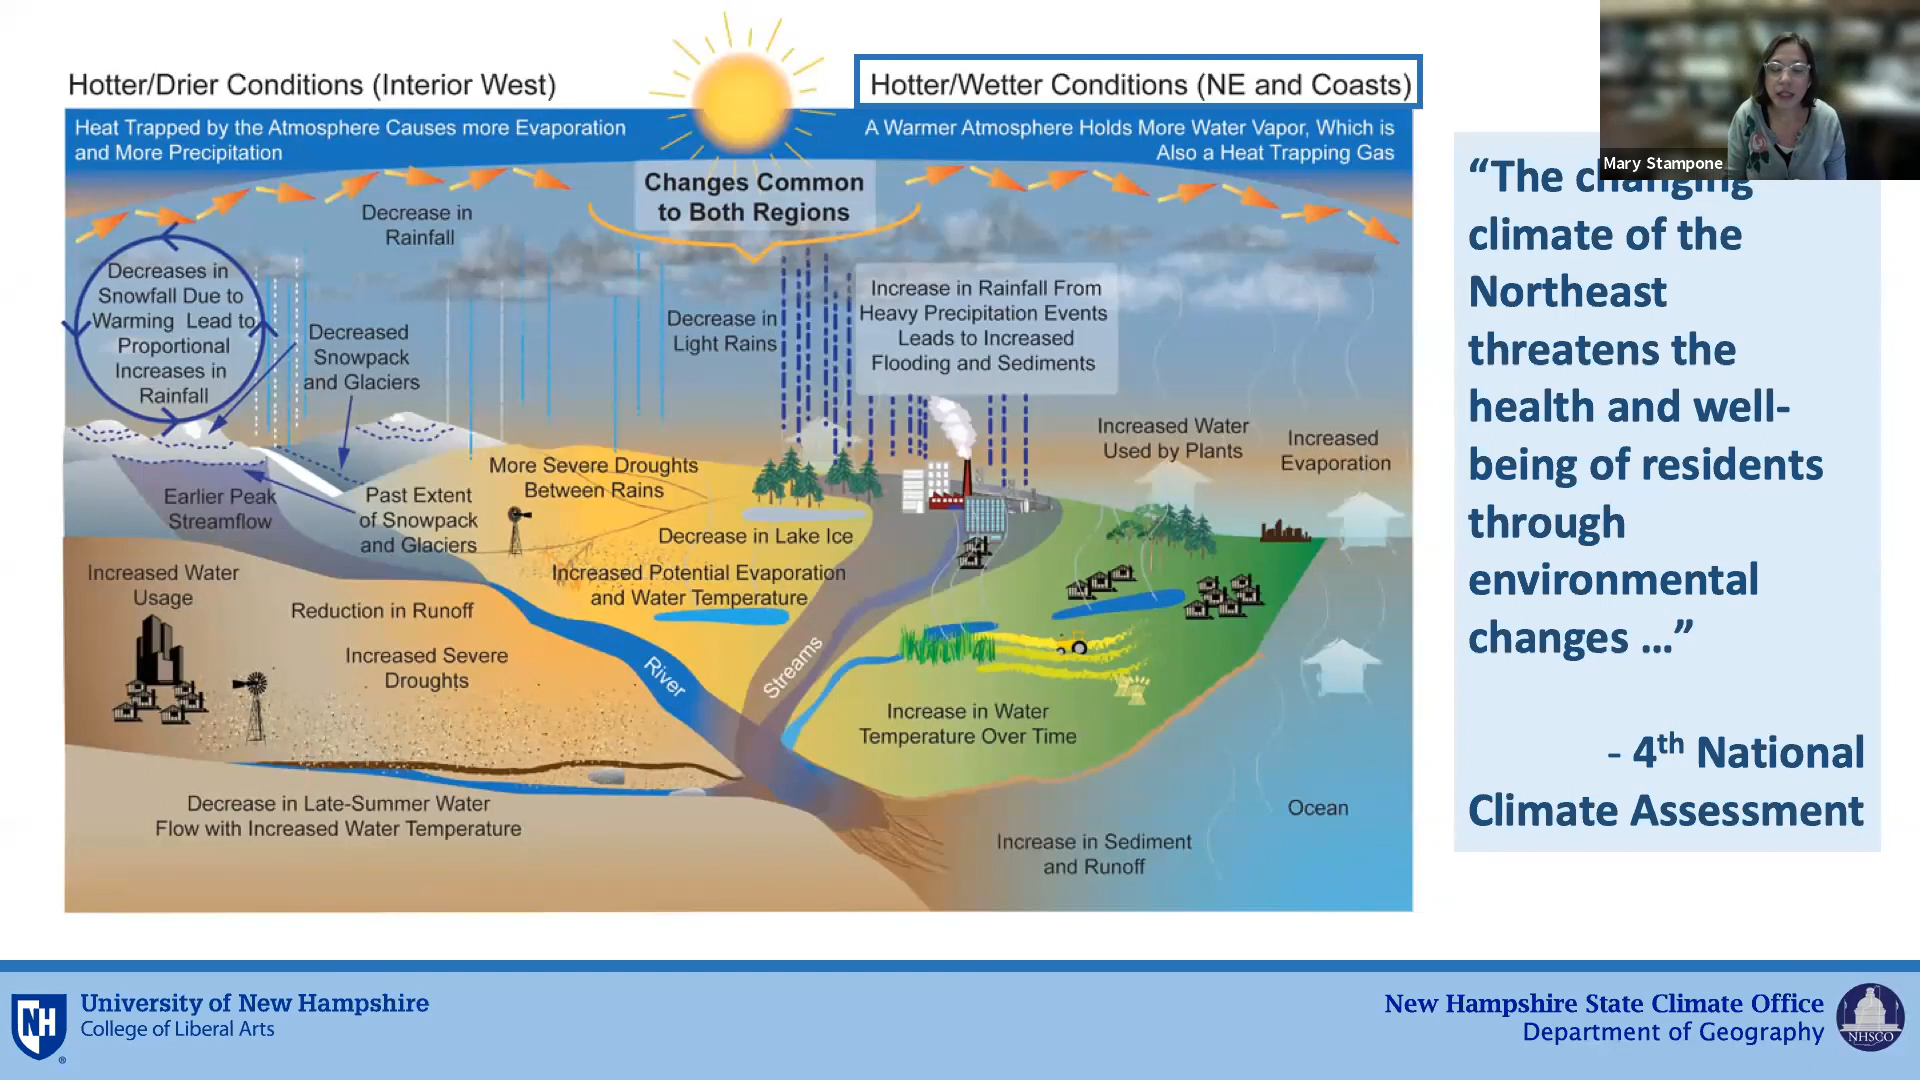 Hotter/Drier Conditions (Interior West)
Hotter/Wetter Conditions (NE and Coasts)
Heat Trapped by the Atmosphere Causes more Evaporation
and More Precipitation
A Warmer Atmosphere Holds More Water Vapor, Which is
Also a Heat Trapping Gas
Changes Common
to Both Regions
Decrease in
Rainfall
Decreases in
Snowfall Due to
Warming Lead to
Proportional
Increases in
Rainfall
Decreased
Snowpack
and Glaciers
Decrease in
Light Rains
Increase in Rainfall From
Heavy Precipitation Events
Leads to Increased
Flooding and Sediments
Increased Water
Used by Plants
Increased
Evaporation
More Severe Droughts
Between Rains
Earlier Peak
Streamflow
Past Extent
of Snowpack
and Glaciers
Decrease in Lake Ice
Increased Potential Evaporation
and Water Temperature
Increased Water
Usage
Reduction in Runoff
Increased Severe
Droughts
River
Streams
Increase in Water
Temperature Over Time
Decrease in Late-Summer Water
Flow with Increased Water Temperature
Increase in Sediment
and Runoff
Ocean
Mary Stampone
“The changing
climate of the
Northeast
threatens the
health and well-
being of residents
through
environmental
changes ...”
- 4th National
Climate Assessment
NH
University of New Hampshire
College of Liberal Arts
New Hampshire State Climate Office
Department of Geography
NHSCO